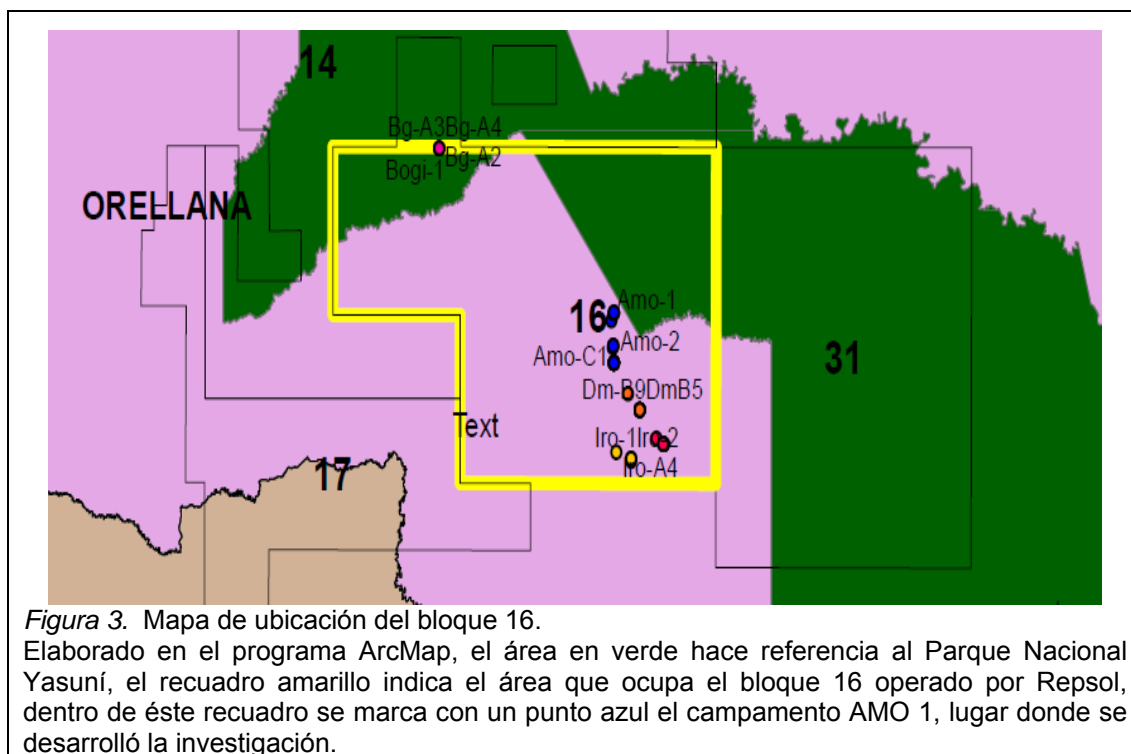 14
Bg-A3Bg-A4
Bogi-1 Bg-A2
ORELLANA
16 Amo-1
Amo-2
Amo-C1
31
Dm-B9DmB5
Text
Iro-1Iro-2
Iro-A4
17
Figura 3. Mapa de ubicación del bloque 16.
Elaborado en el programa ArcMap, el área en verde hace referencia al Parque Nacional
Yasuní, el recuadro amarillo indica el área que ocupa el bloque 16 operado por Repsol,
dentro de éste recuadro se marca con un punto azul el campamento AMO 1, lugar donde se
desarrolló la investigación.